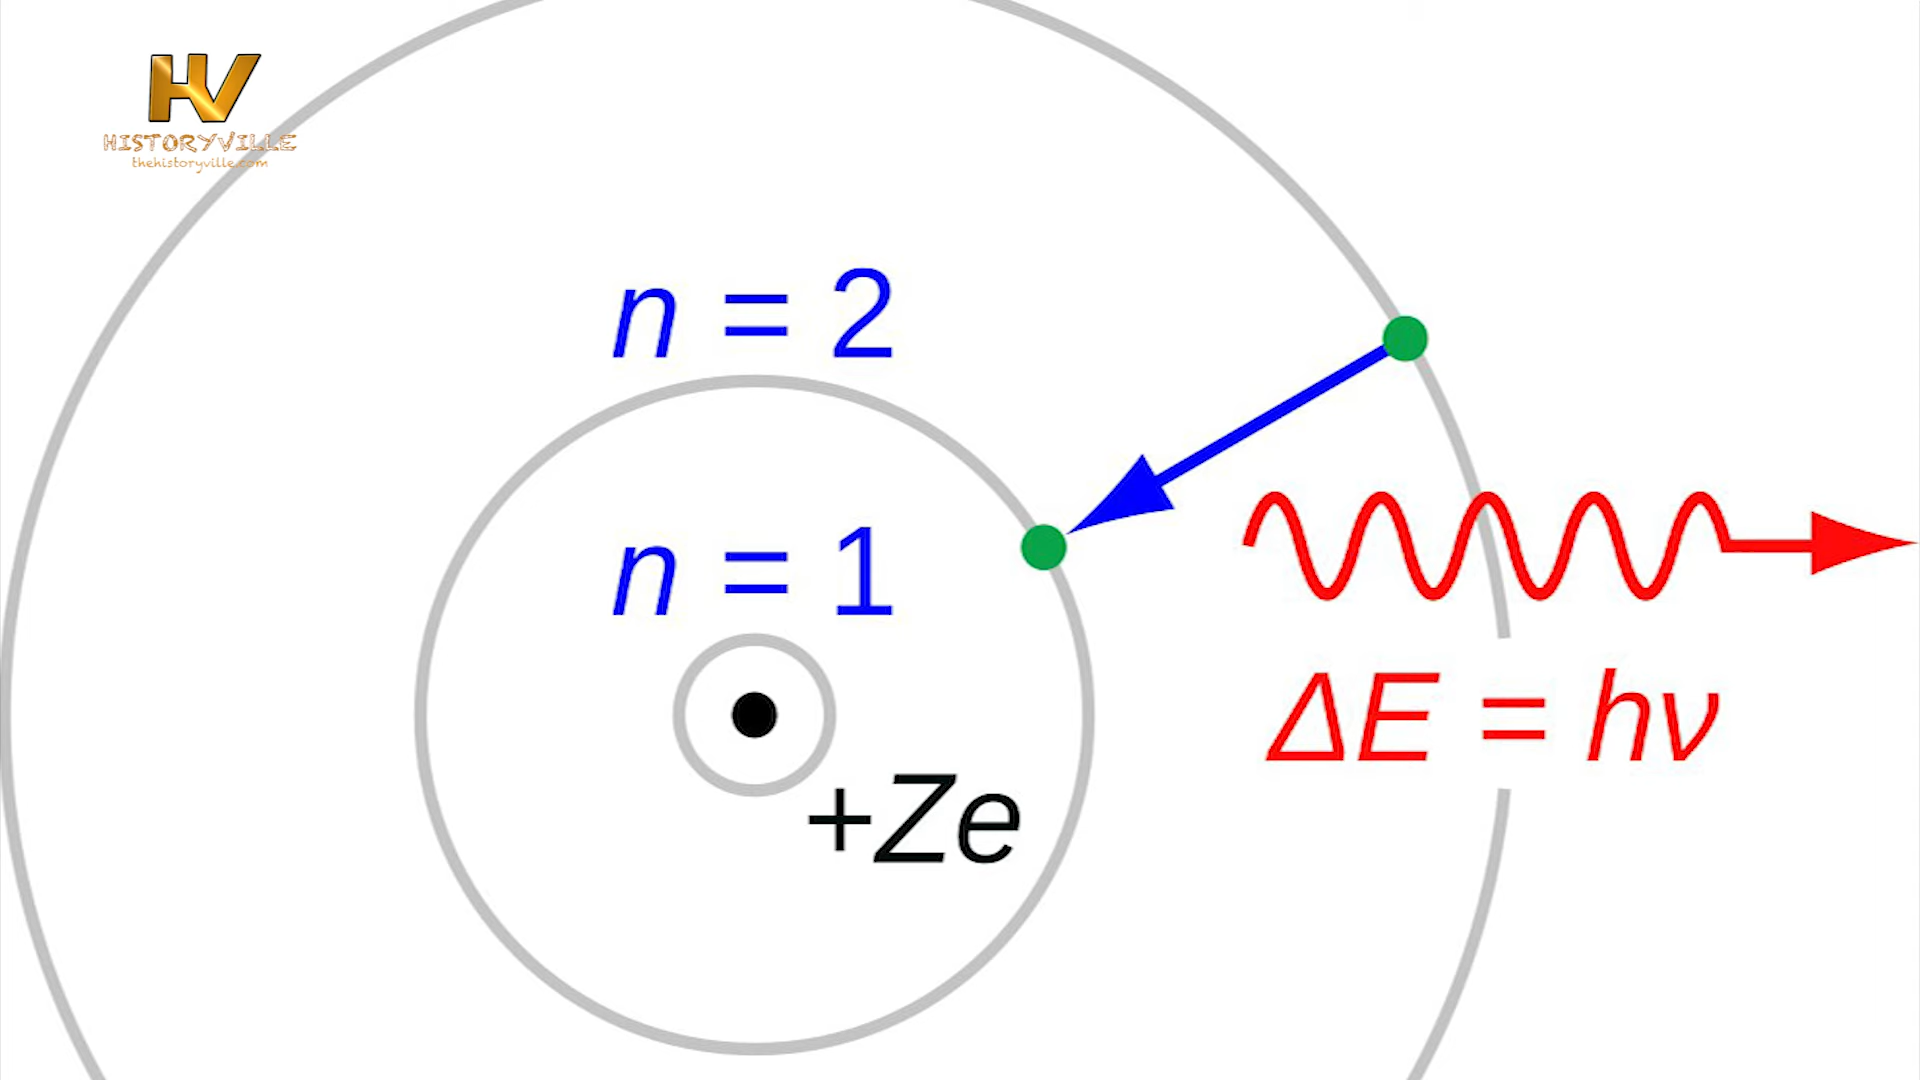 HV
HISTORYVILLE
thehistoryville.com
n = 2
n = 1
ΔE = hν
+Ze